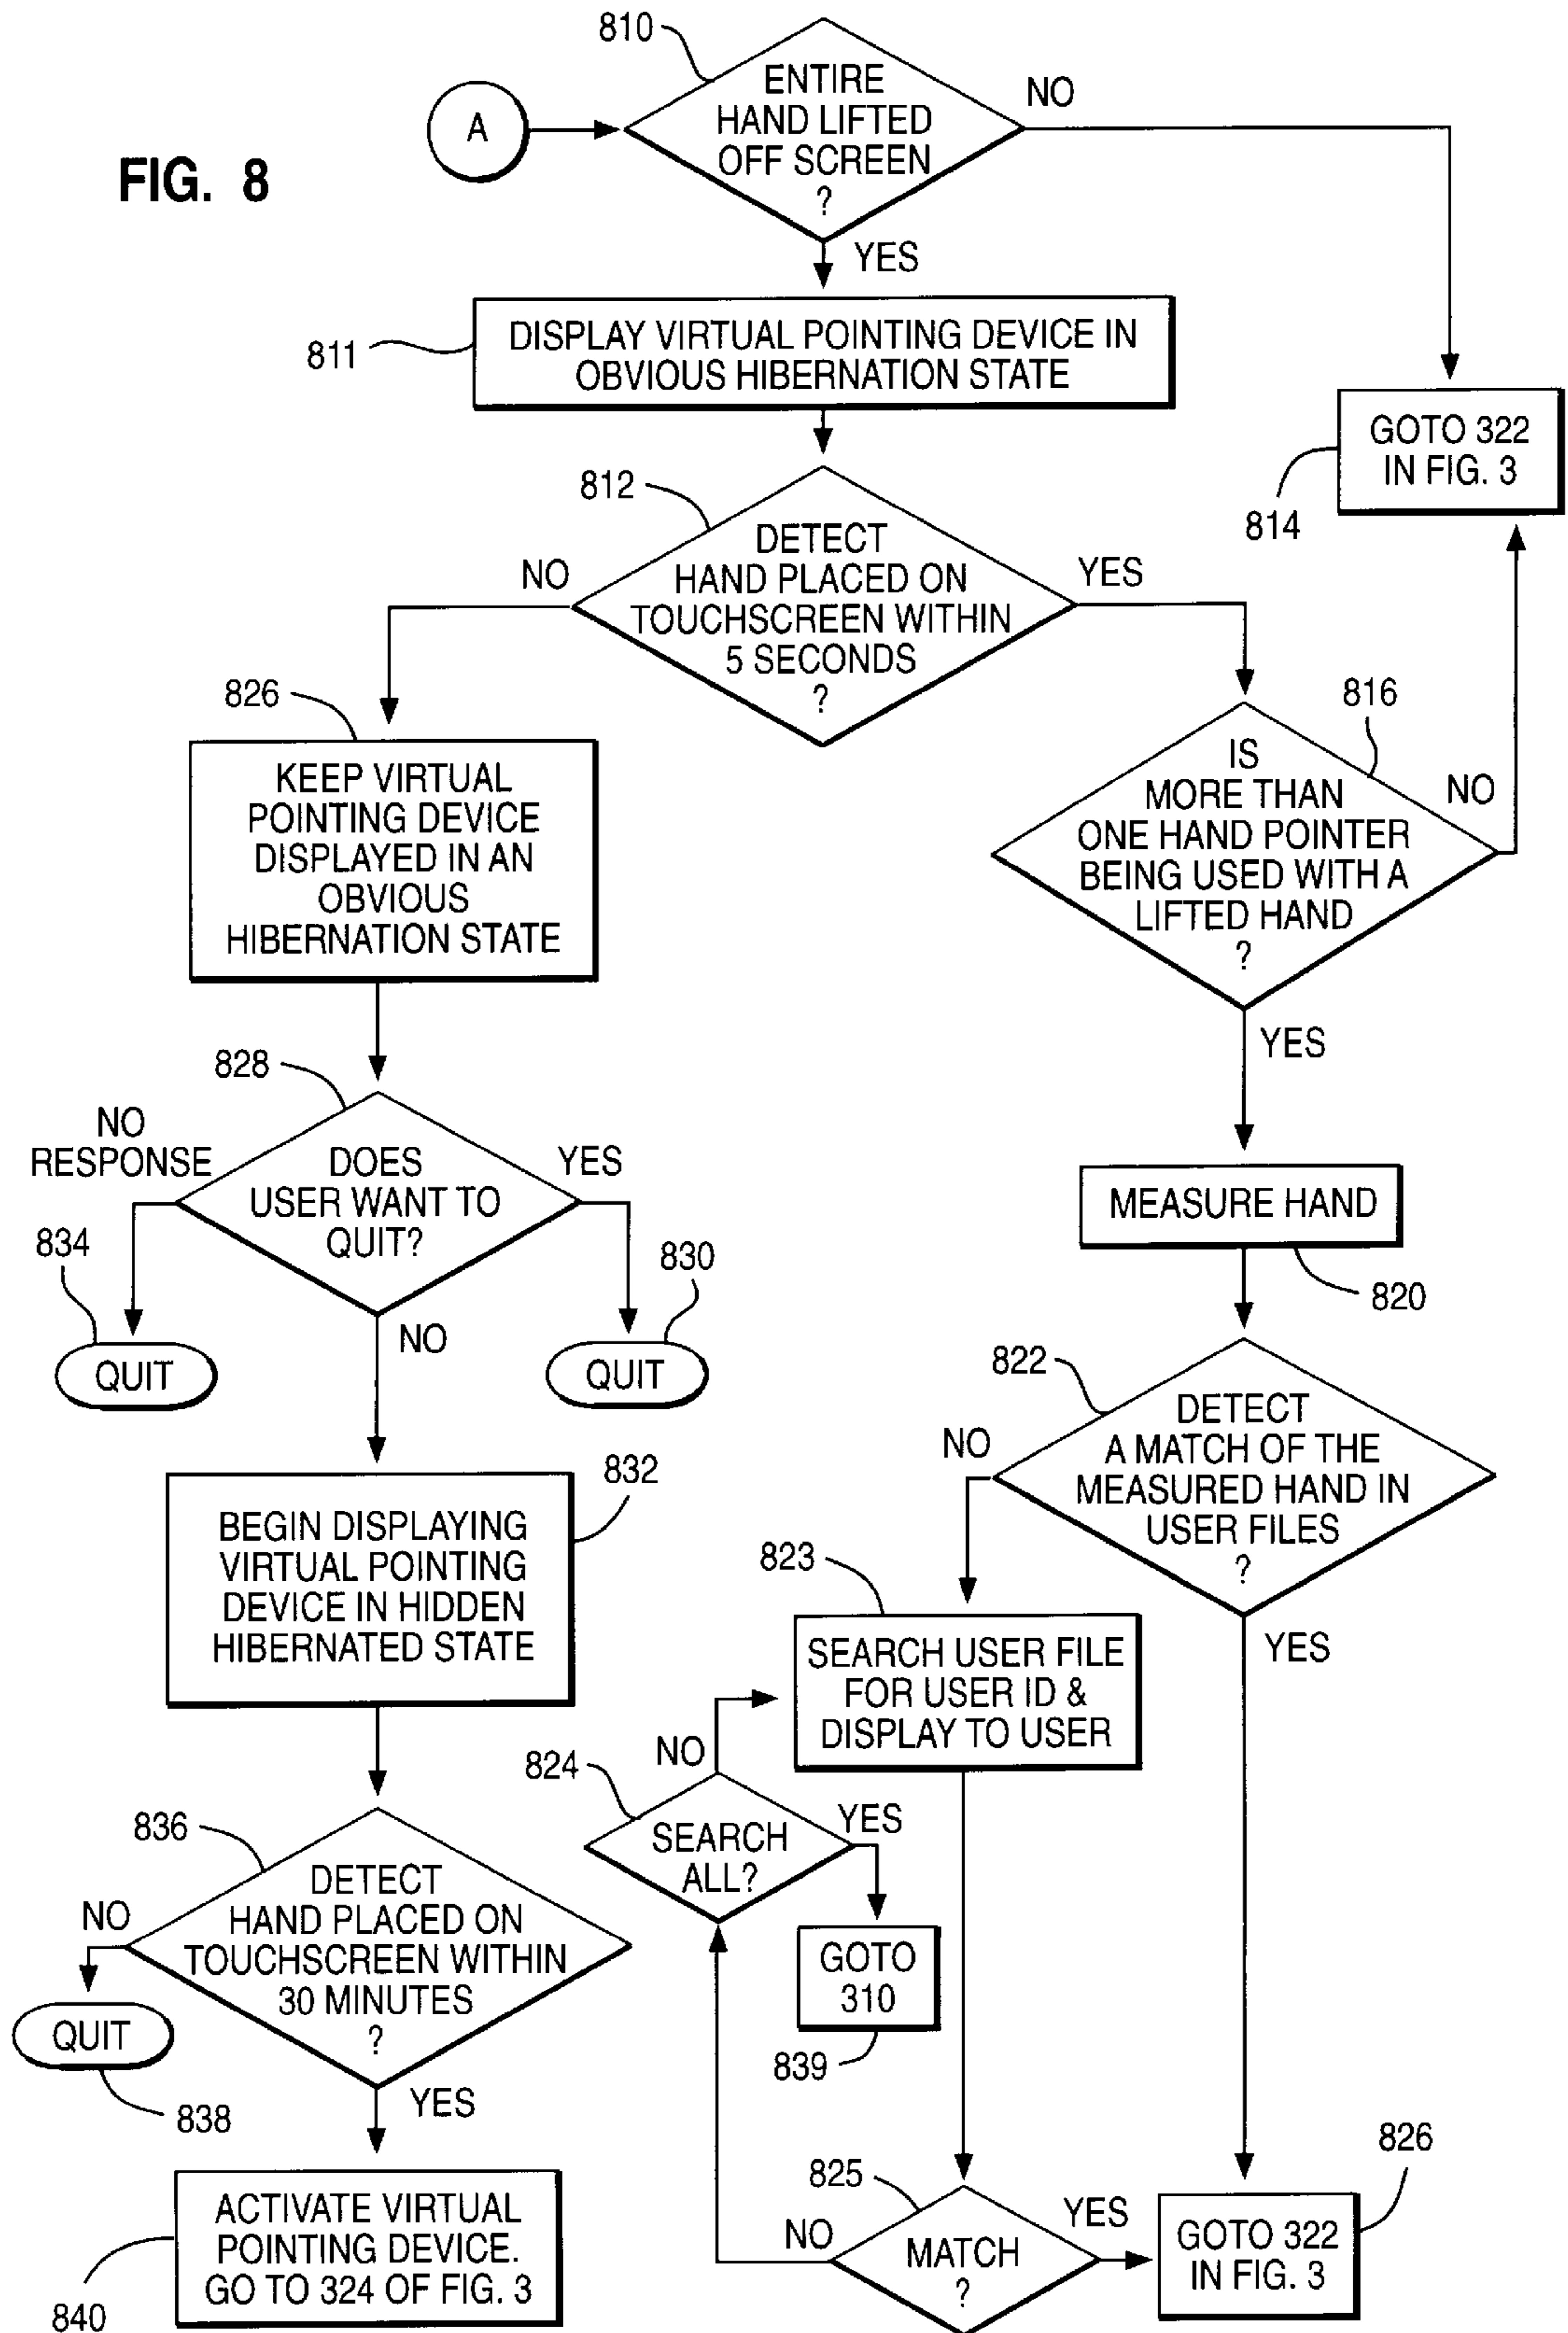 FIG. 8
810
A
ENTIRE
HAND LIFTED
OFF SCREEN
?
NO
YES
811
DISPLAY VIRTUAL POINTING DEVICE IN
OBVIOUS HIBERNATION STATE
GOTO 322
IN FIG. 3
814
812
DETECT
HAND PLACED ON
TOUCHSCREEN WITHIN
5 SECONDS
?
NO
YES
826
KEEP VIRTUAL
POINTING DEVICE
DISPLAYED IN AN
OBVIOUS
HIBERNATION STATE
816
IS
MORE THAN
ONE HAND POINTER
BEING USED WITH A
LIFTED HAND
?
NO
YES
828
NO
RESPONSE
DOES
USER WANT TO
QUIT?
YES
834
QUIT
830
QUIT
NO
MEASURE HAND
820
822
DETECT
A MATCH OF THE
MEASURED HAND IN
USER FILES
?
NO
YES
832
BEGIN DISPLAYING
VIRTUAL POINTING
DEVICE IN HIDDEN
HIBERNATED STATE
823
SEARCH USER FILE
FOR USER ID &
DISPLAY TO USER
NO
824
SEARCH
ALL?
YES
GOTO
310
839
836
DETECT
HAND PLACED ON
TOUCHSCREEN WITHIN
30 MINUTES
?
NO
QUIT
838
YES
ACTIVATE VIRTUAL
POINTING DEVICE.
GO TO 324 OF FIG. 3
840
825
MATCH
?
NO
YES
826
GOTO 322
IN FIG. 3